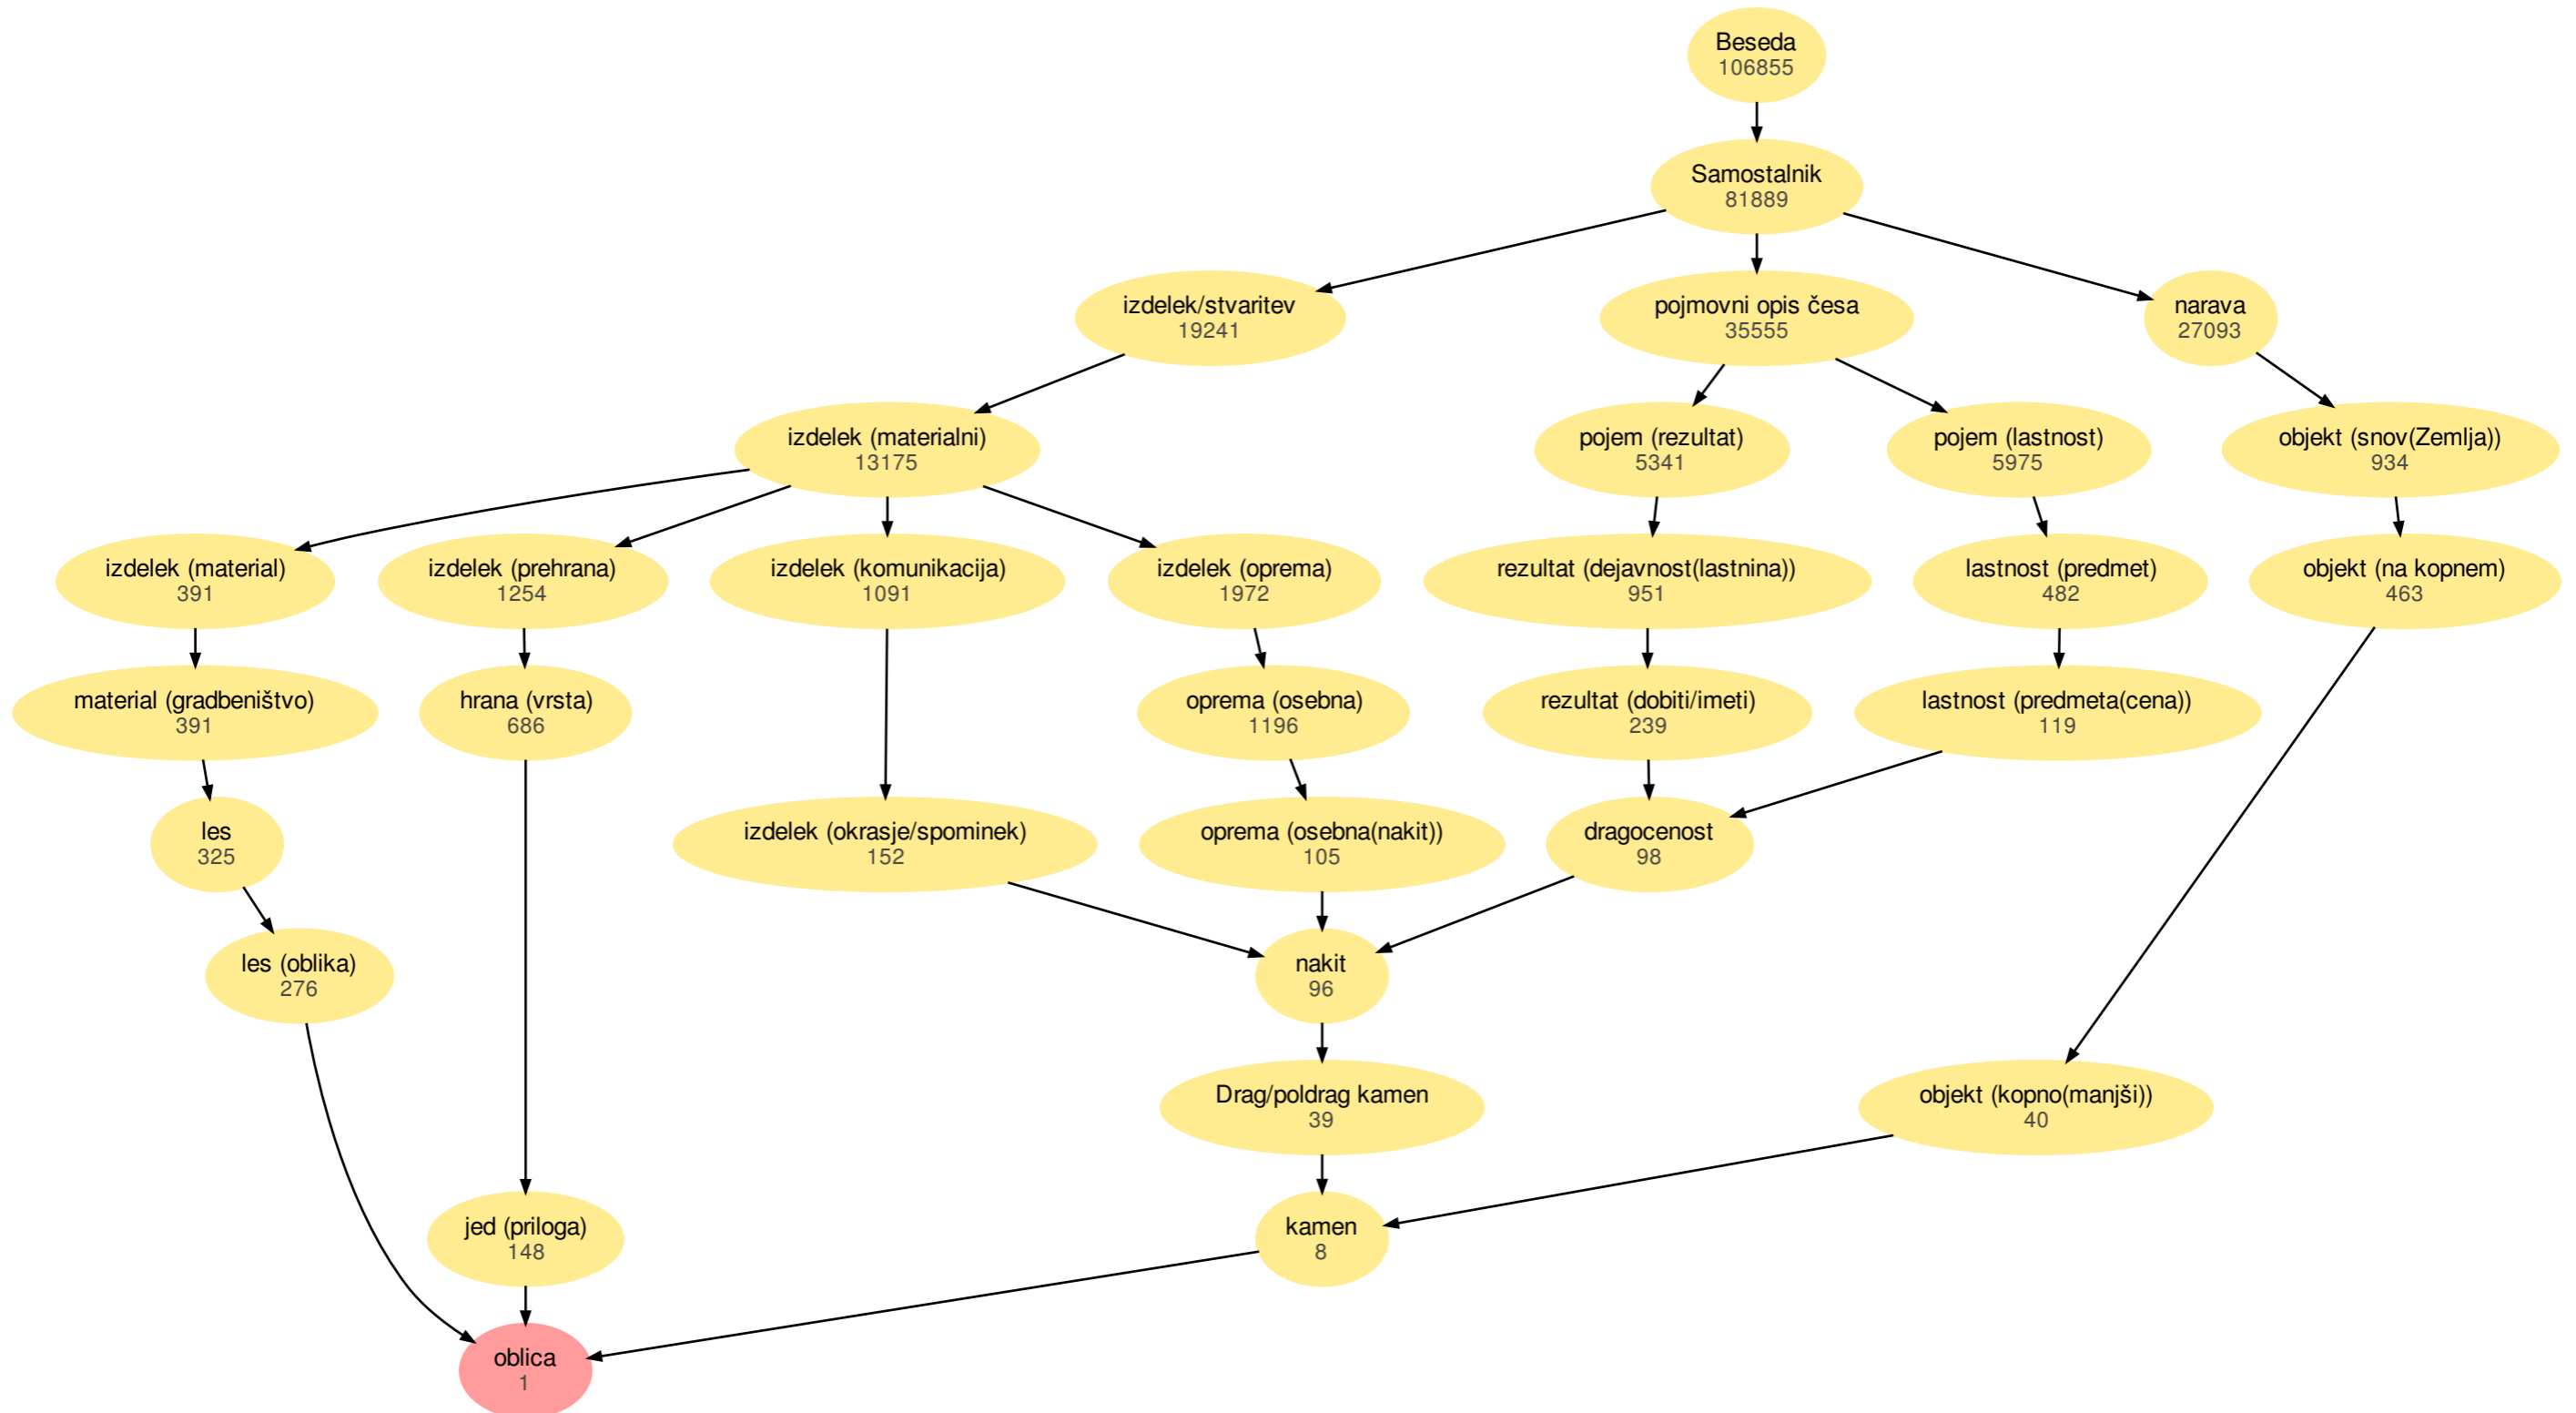 Beseda
106855
Samostalnik
81889
izdelek/stvaritev
19241
pojmovni opis česa
35555
narava
27093
izdelek (materialni)
13175
pojem (rezultat)
5341
pojem (lastnost)
5975
objekt (snov(Zemlja))
934
izdelek (material)
391
izdelek (prehrana)
1254
izdelek (komunikacija)
1091
izdelek (oprema)
1972
rezultat (dejavnost(lastnina))
951
lastnost (predmet)
482
objekt (na kopnem)
463
material (gradbeništvo)
391
hrana (vrsta)
686
oprema (osebna)
1196
rezultat (dobiti/imeti)
239
lastnost (predmeta(cena))
119
les
325
izdelek (okrasje/spominek)
152
oprema (osebna(nakit))
105
dragocenost
98
les (oblika)
276
nakit
96
Drag/poldrag kamen
39
objekt (kopno(manjši))
40
jed (priloga)
148
kamen
8
oblica
1